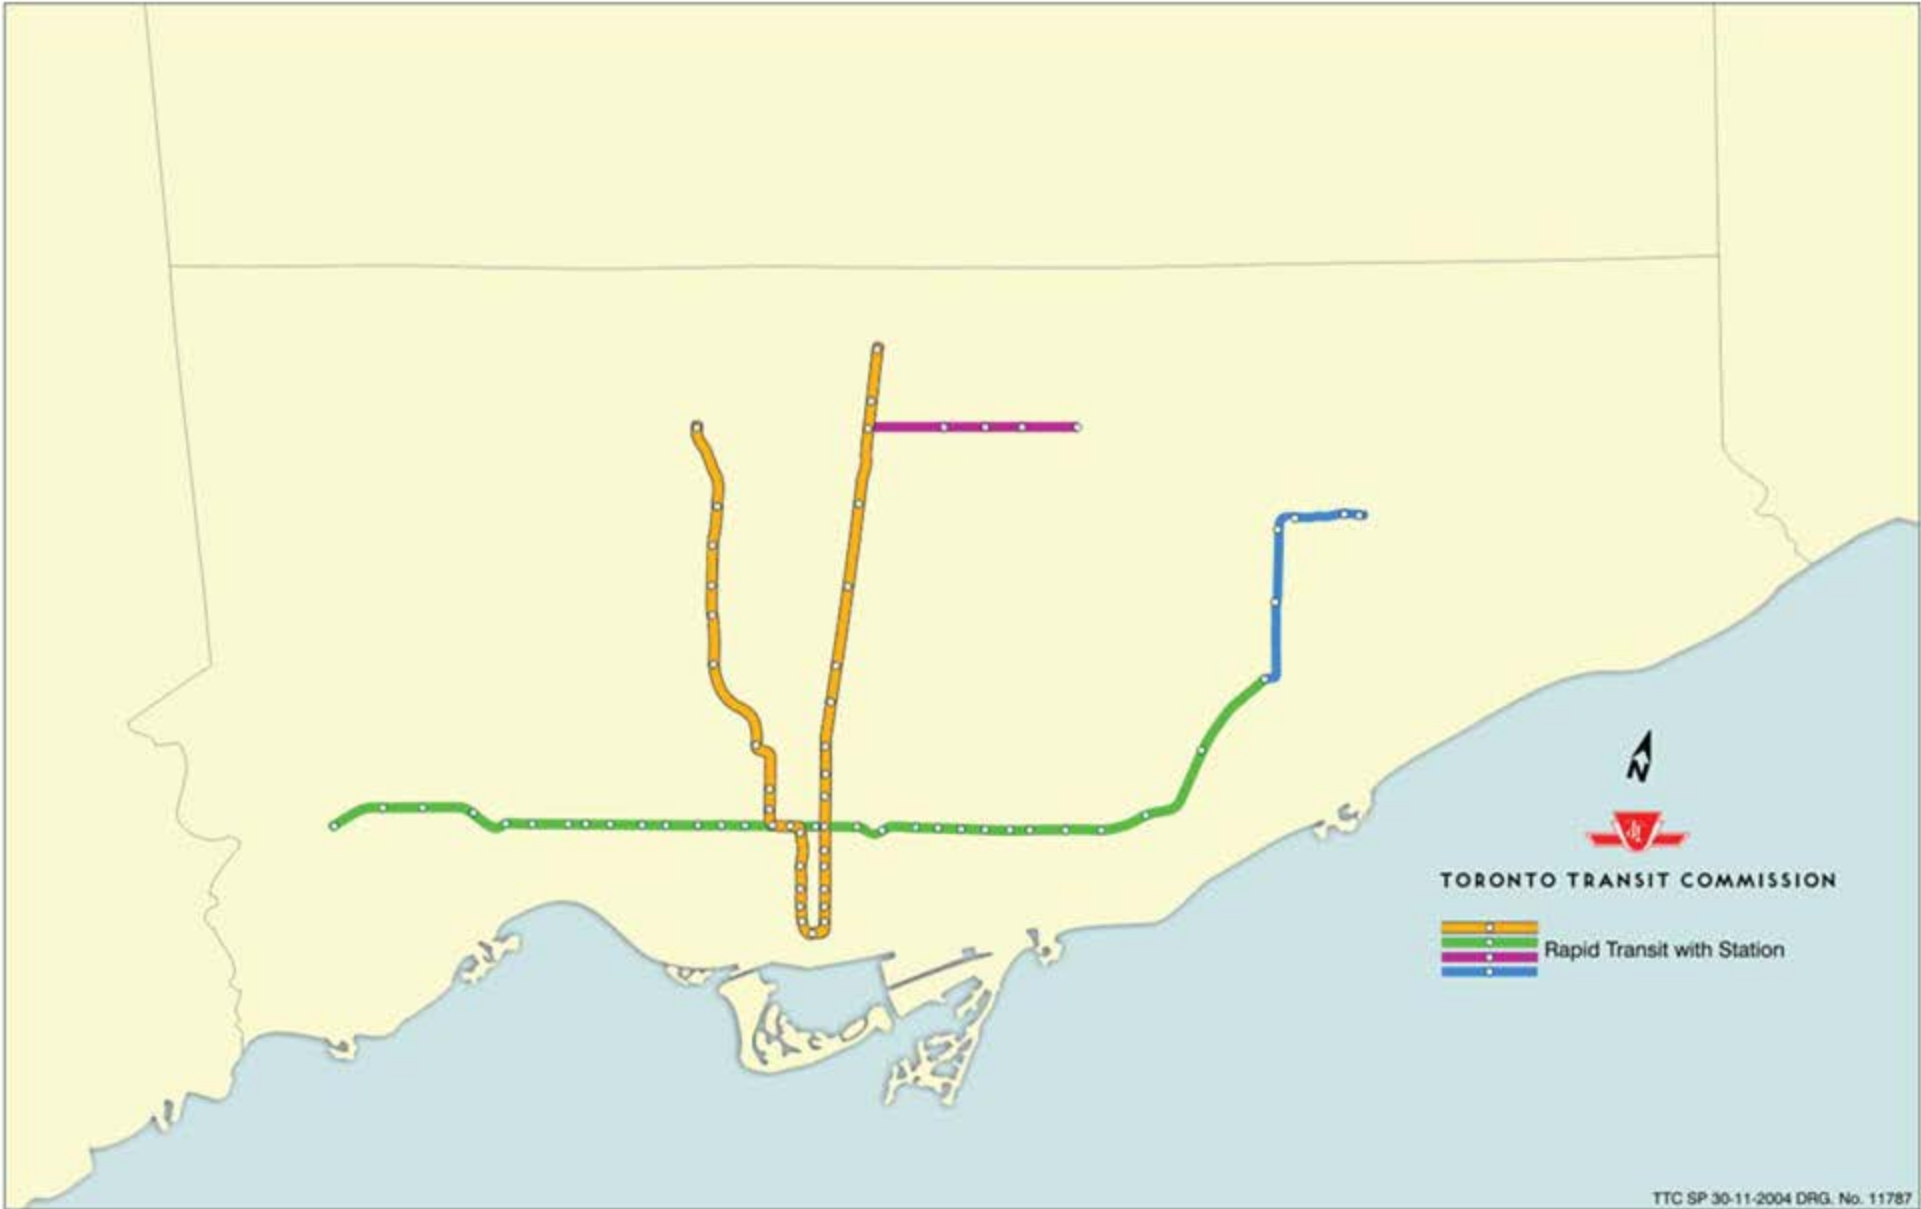 N
TORONTO TRANSIT COMMISSION
Rapid Transit with Station
TTC SP 30-11-2004 DRG. No. 11787